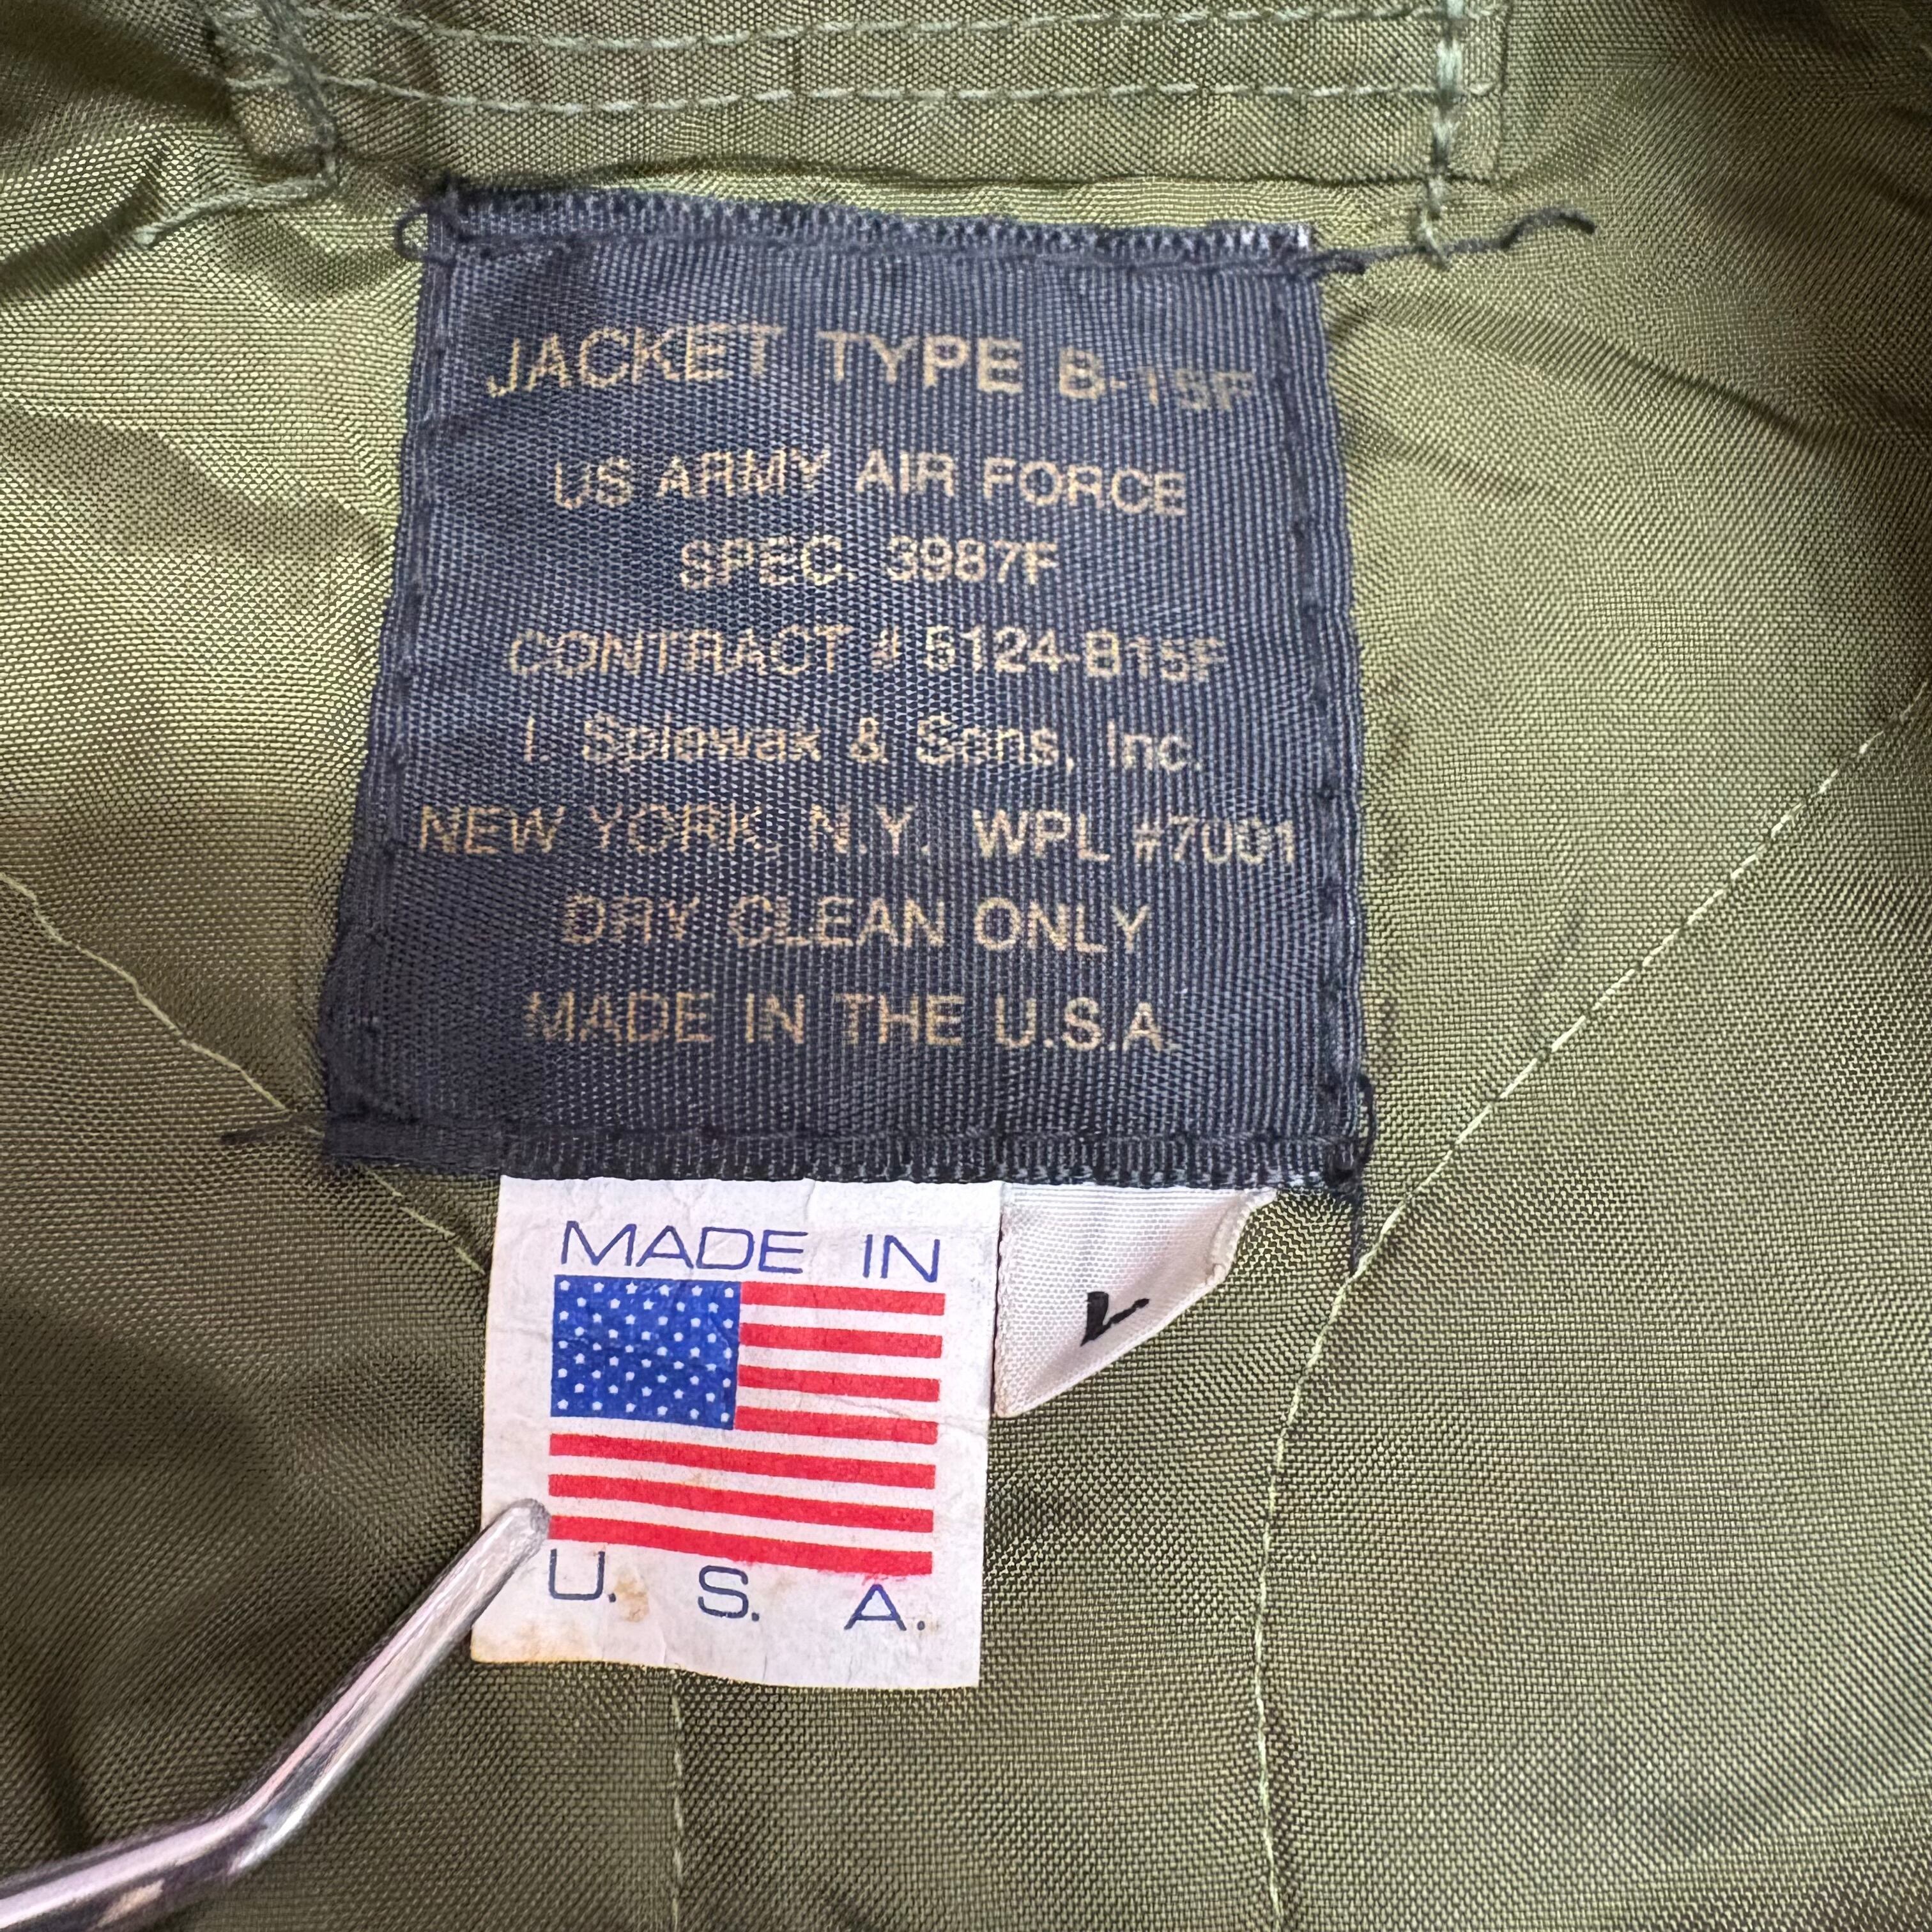 JACKET TYPE B-15F
US ARMY AIR FORCE
SPEC. 3987F
CONTRACT # 5124-B15F
I. Spiewak & Sons, Inc.
NEW YORK, N.Y. WPL #7001
DRY CLEAN ONLY
MADE IN THE U.S.A.
MADE IN
U. S. A.
L